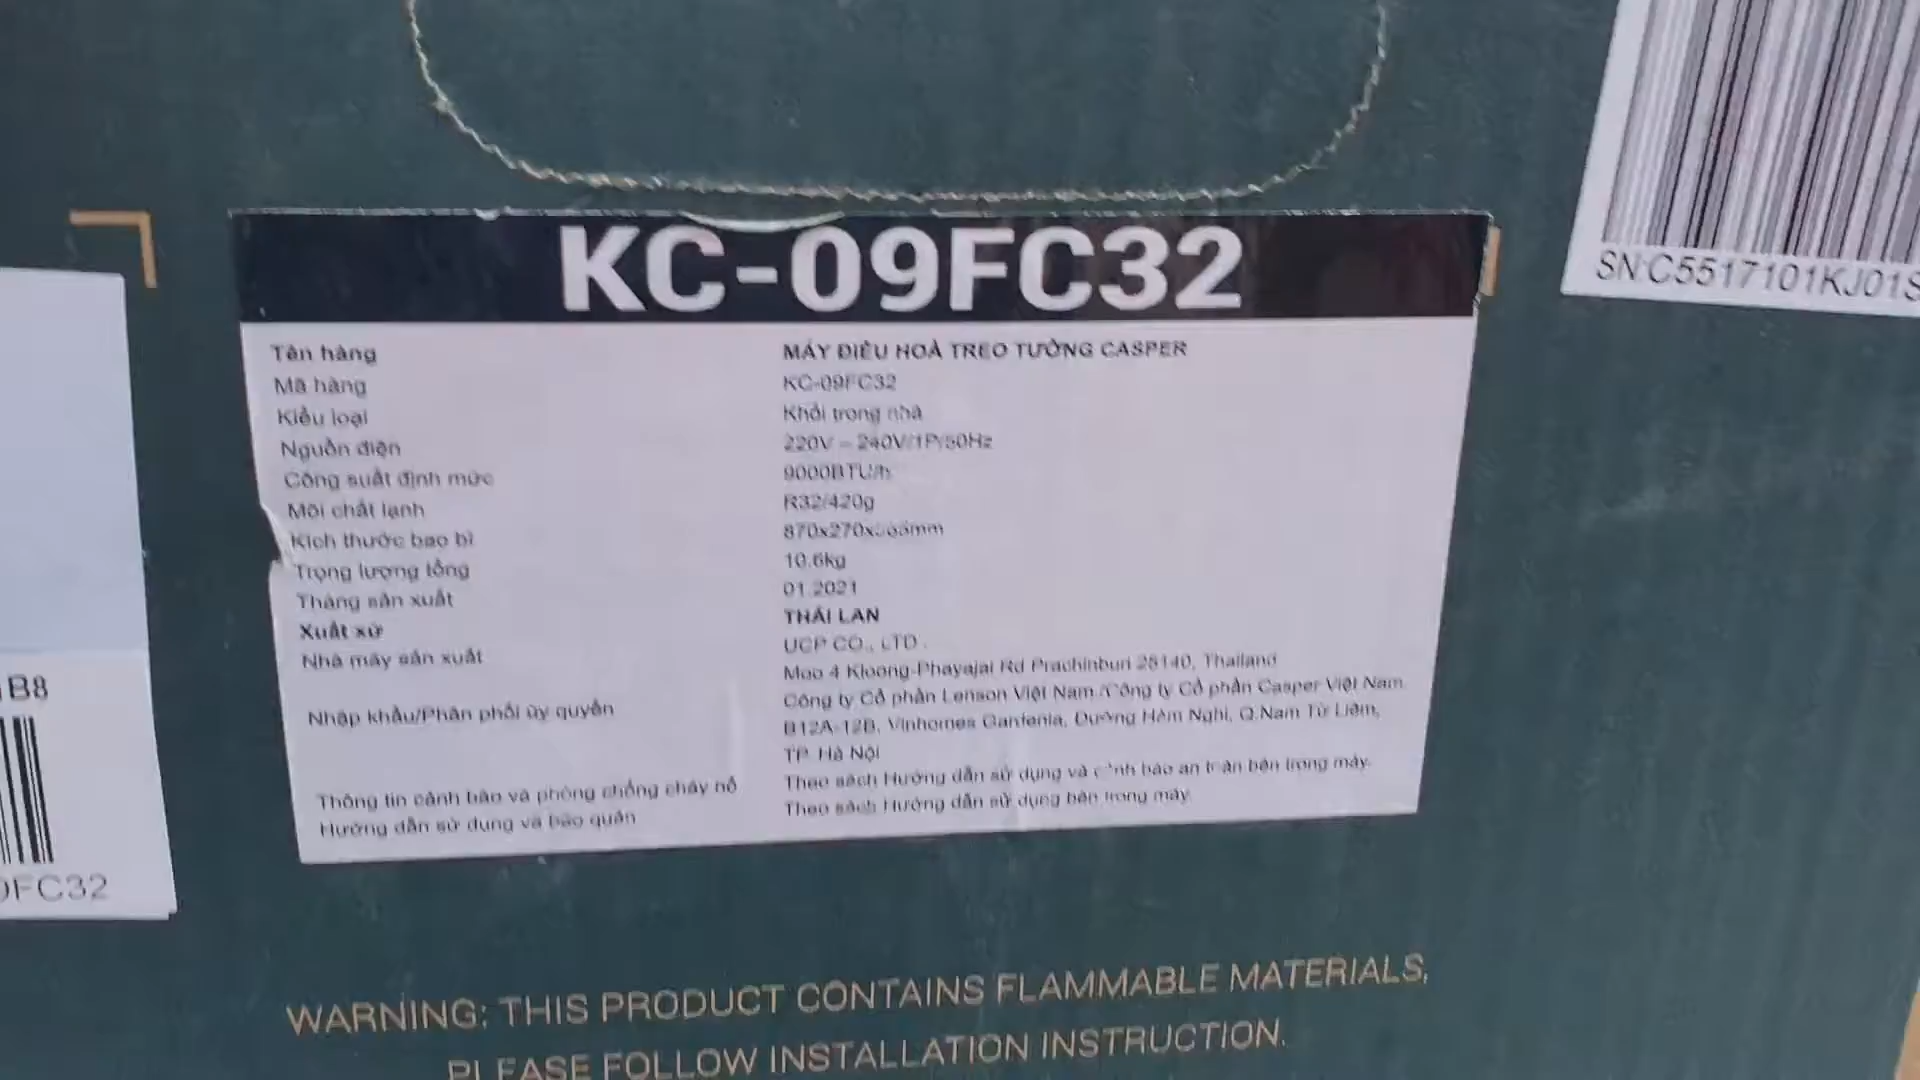 KC-09FC32
SN:C5517101KJ01S
Tên hàng MÁY ĐIỀU HOÀ TREO TƯỜNG CASPER
Mã hàng KC-09FC32
Kiểu loại Khối trong nhà
Nguồn điện 220V – 240V/1P/50Hz
Công suất định mức 9000BTU/h
Môi chất lạnh R32/420g
Kích thước bao bì
Trọng lượng tổng 10.6kg
Tháng sản xuất 01.2021
Xuất xứ THÁI LAN
Nhà máy sản xuất UCP CO., LTD.
Moo 4 Kloong-Phayajai Rd Prachinburi 25140, Thailand
Nhập khẩu/Phân phối ủy quyền Công ty Cổ phần Lenson Việt Nam /Công ty Cổ phần Casper Việt Nam
B12A-12B, Vinhomes Gardenia, Đường Hàm Nghi, Q.Nam Từ Liêm,
TP. Hà Nội
Thông tin cảnh báo và phòng chống cháy nổ Theo sách Hướng dẫn sử dụng và cảnh báo an toàn bên trong máy.
Hướng dẫn sử dụng và bảo quản Theo sách Hướng dẫn sử dụng bên trong máy.
1B8
9FC32
WARNING: THIS PRODUCT CONTAINS FLAMMABLE MATERIALS,
PLEASE FOLLOW INSTALLATION INSTRUCTION.